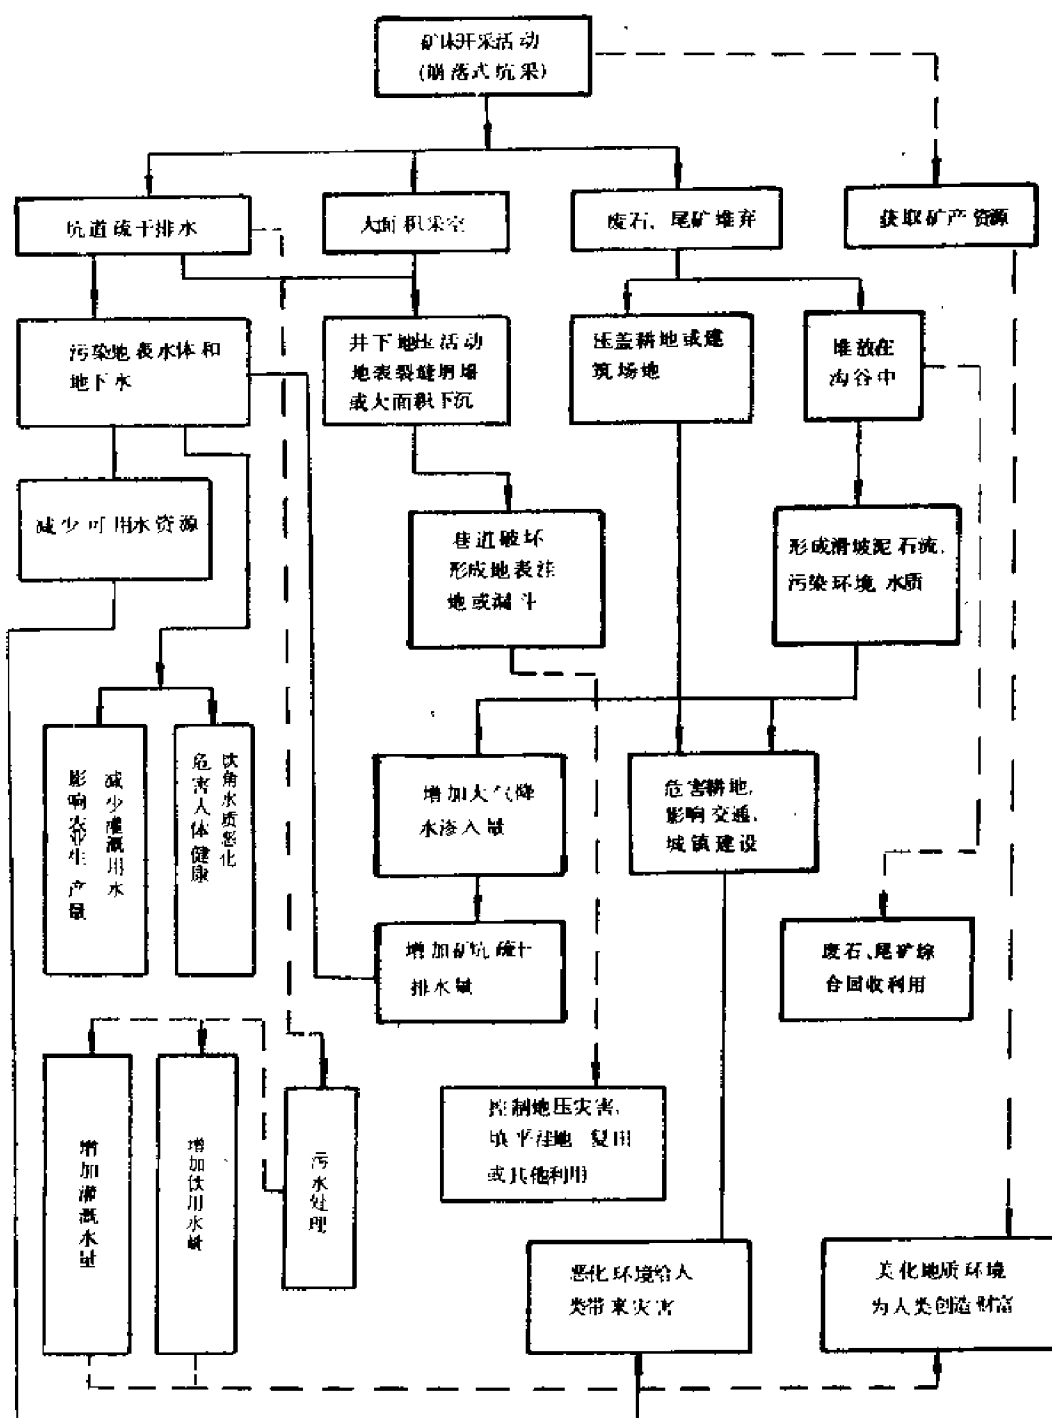 矿体开采活动
(崩落式坑采)
坑道疏干排水
大面积采空
废石、尾矿堆弃
获取矿产资源
污染地表水体和
地下水
井下地压活动
地表裂缝坍塌
或大面积下沉
压盖耕地或建
筑场地
堆放在
沟谷中
减少可用水资源
巷道破坏
形成地表洼
地或漏斗
形成滑坡泥石流,
污染环境 水质
减少灌溉用水
影响农业生产量
饮用水质恶化
危害人体健康
增加大气降
水渗入量
危害耕地,
影响交通,
城镇建设
增加矿坑疏干
排水量
废石、尾矿综
合回收利用
增加灌溉水量
增加饮用水量
污水处理
控制地压灾害,
填平洼地 复用
或其他利用
恶化环境给人
类带来灾害
美化地质环境
为人类创造财富